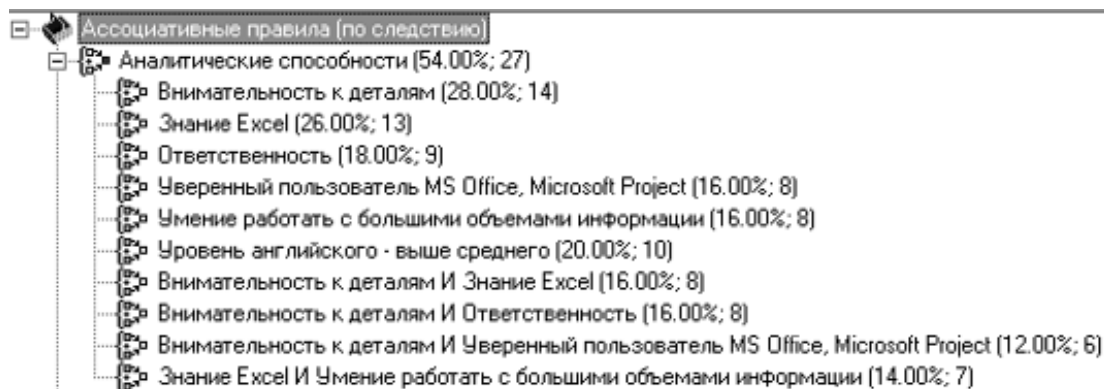 Ассоциативные правила (по следствию)
Аналитические способности (54.00%; 27)
Внимательность к деталям (28.00%; 14)
Знание Excel (26.00%; 13)
Ответственность (18.00%; 9)
Уверенный пользователь MS Office, Microsoft Project (16.00%; 8)
Умение работать с большими объемами информации (16.00%; 8)
Уровень английского - выше среднего (20.00%; 10)
Внимательность к деталям И Знание Excel (16.00%; 8)
Внимательность к деталям И Ответственность (16.00%; 8)
Внимательность к деталям И Уверенный пользователь MS Office, Microsoft Project (12.00%; 6)
Знание Excel И Умение работать с большими объемами информации (14.00%; 7)